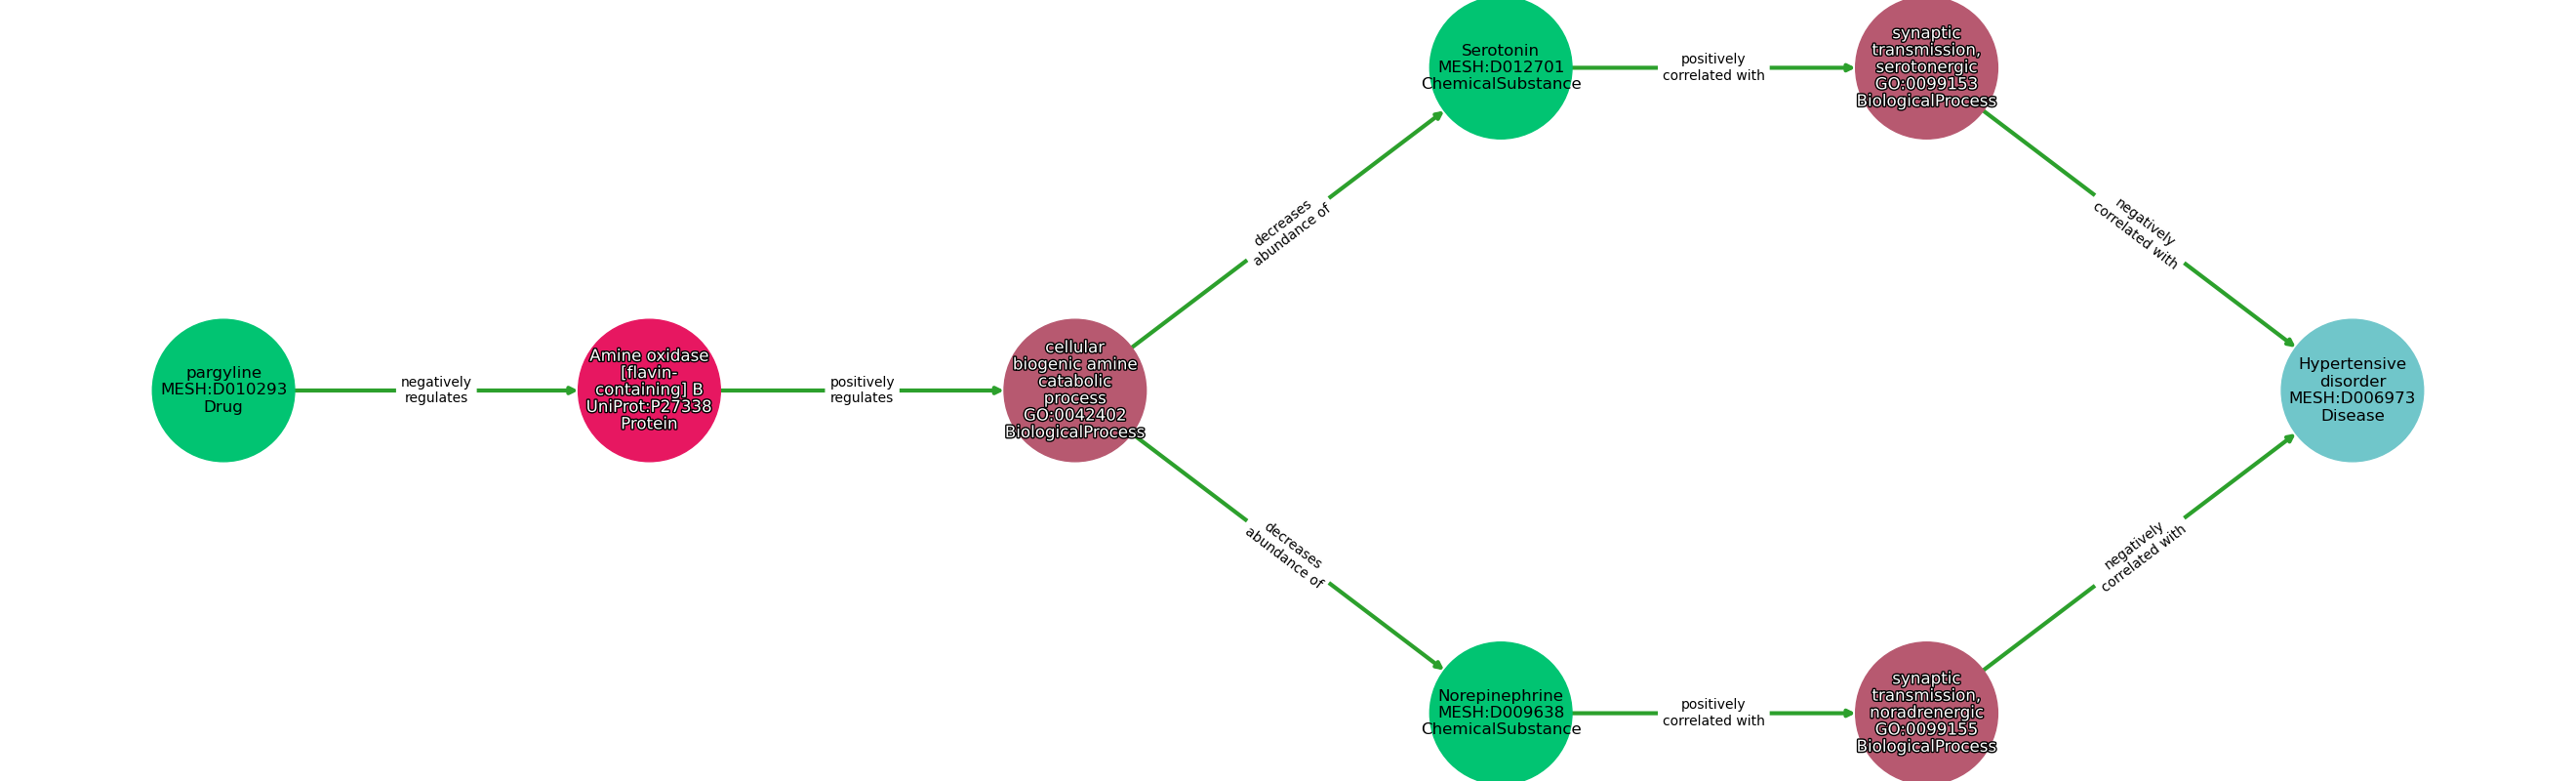 pargyline
MESH:D010293
Drug
negatively
regulates
Amine oxidase
[flavin-
containing] B
UniProt:P27338
Protein
positively
regulates
cellular
biogenic amine
catabolic
process
GO:0042402
BiologicalProcess
decreases
abundance of
Serotonin
MESH:D012701
ChemicalSubstance
positively
correlated with
synaptic
transmission,
serotonergic
GO:0099153
BiologicalProcess
negatively
correlated with
decreases
abundance of
Norepinephrine
MESH:D009638
ChemicalSubstance
positively
correlated with
synaptic
transmission,
noradrenergic
GO:0099155
BiologicalProcess
negatively
correlated with
Hypertensive
disorder
MESH:D006973
Disease